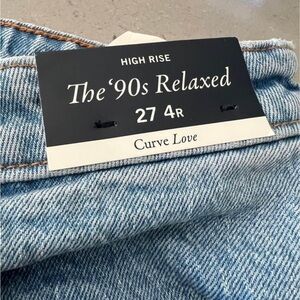 HIGH RISE
The ‘90s Relaxed
27 4R
Curve Love